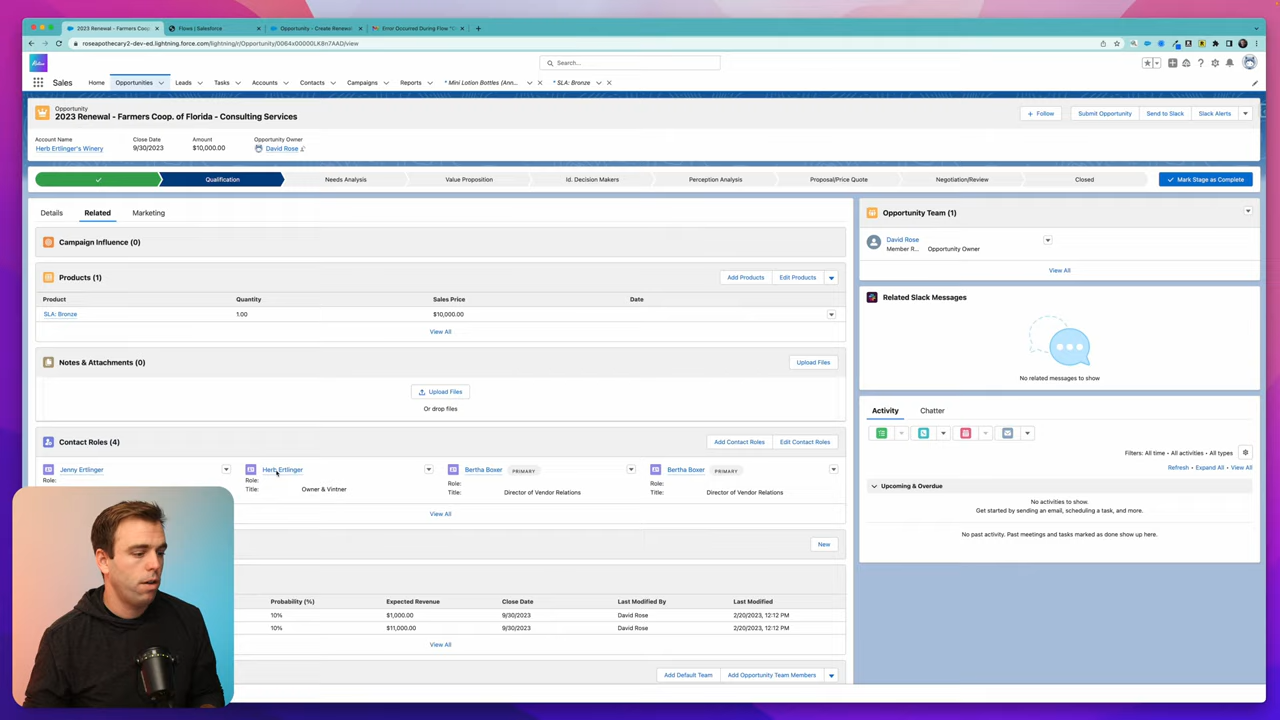 2023 Renewal - Farmers Coop.
Flows | Salesforce
Opportunity - Create Renewal
Error Occurred During Flow "O
roseapothecary2-dev-ed.lightning.force.com/lightning/r/Opportunity/0064x00000LK8n7AAD/view
Search...
Sales
Home
Opportunities
Leads
Tasks
Accounts
Contacts
Campaigns
Reports
* Mini Lotion Bottles (Ann...
* SLA: Bronze
Opportunity
2023 Renewal - Farmers Coop. of Florida - Consulting Services
+ Follow
Submit Opportunity
Send to Slack
Slack Alerts
Account Name
Close Date
Amount
Opportunity Owner
Herb Ertlinger's Winery
9/30/2023
$10,000.00
David Rose
Qualification
Needs Analysis
Value Proposition
Id. Decision Makers
Perception Analysis
Proposal/Price Quote
Negotiation/Review
Closed
Mark Stage as Complete
Details
Related
Marketing
Campaign Influence (0)
Products (1)
Add Products
Edit Products
Product
Quantity
Sales Price
Date
SLA: Bronze
1.00
$10,000.00
View All
Notes & Attachments (0)
Upload Files
Upload Files
Or drop files
Contact Roles (4)
Add Contact Roles
Edit Contact Roles
Jenny Ertlinger
Role:
Herb Ertlinger
Role:
Title: Owner & Vintner
Bertha Boxer PRIMARY
Role:
Title: Director of Vendor Relations
Bertha Boxer PRIMARY
Role:
Title: Director of Vendor Relations
View All
New
Probability (%)
Expected Revenue
Close Date
Last Modified By
Last Modified
10%
$1,000.00
9/30/2023
David Rose
2/20/2023, 12:12 PM
10%
$11,000.00
9/30/2023
David Rose
2/20/2023, 12:12 PM
View All
Add Default Team
Add Opportunity Team Members
Opportunity Team (1)
David Rose
Member R... Opportunity Owner
View All
Related Slack Messages
No related messages to show
Activity
Chatter
Filters: All time • All activities • All types
Refresh • Expand All • View All
Upcoming & Overdue
No activities to show.
Get started by sending an email, scheduling a task, and more.
No past activity. Past meetings and tasks marked as done show up here.